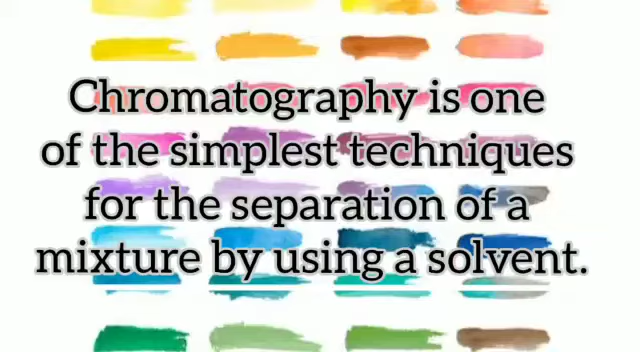 Chromatography is one
of the simplest techniques
for the separation of a
mixture by using a solvent.